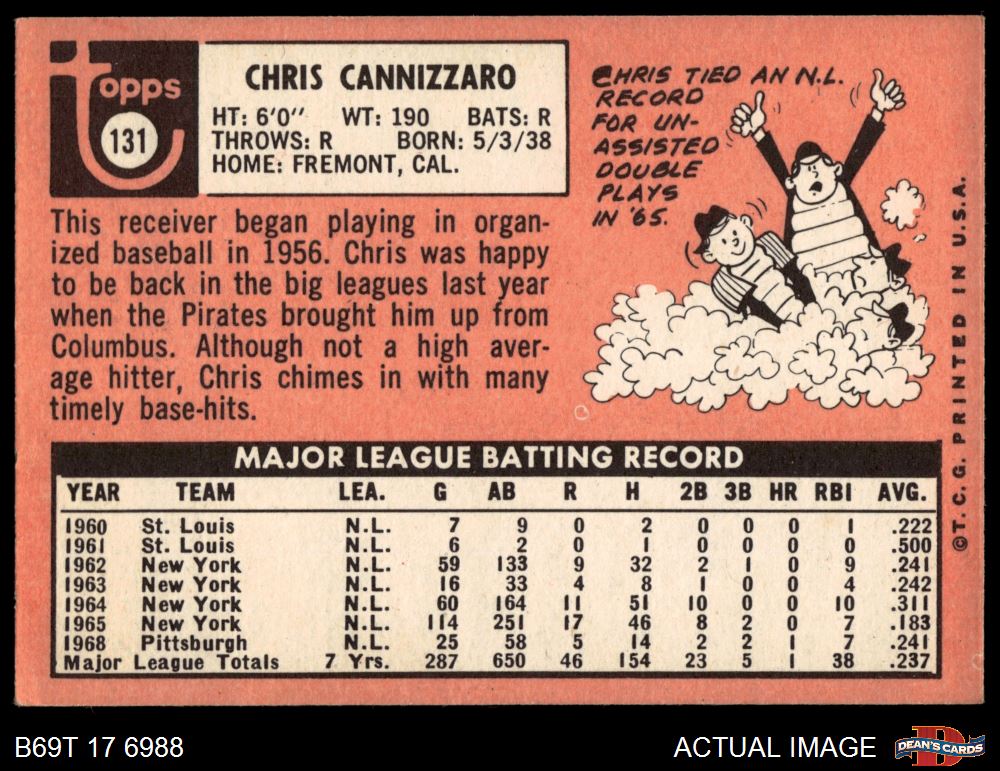 Topps
131
CHRIS CANNIZZARO
HT: 6'0" WT: 190 BATS: R
THROWS: R BORN: 5/3/38
HOME: FREMONT, CAL.
CHRIS TIED AN N.L.
RECORD
FOR UN-
ASSISTED
DOUBLE
PLAYS
IN '65.
This receiver began playing in organ-
ized baseball in 1956. Chris was happy
to be back in the big leagues last year
when the Pirates brought him up from
Columbus. Although not a high aver-
age hitter, Chris chimes in with many
timely base-hits.
©T. C. G. PRINTED IN U.S.A.
MAJOR LEAGUE BATTING RECORD
YEAR TEAM LEA. G AB R H 2B 3B HR RBI AVG.
1960 St. Louis N.L. 7 9 0 2 0 0 0 1 .222
1961 St. Louis N.L. 6 2 0 1 0 0 0 0 .500
1962 New York N.L. 59 133 9 32 2 1 0 9 .241
1963 New York N.L. 16 33 4 8 1 0 0 4 .242
1964 New York N.L. 60 164 11 51 10 0 0 10 .311
1965 New York N.L. 114 251 17 46 8 2 0 7 .183
1968 Pittsburgh N.L. 25 58 5 14 2 2 1 7 .241
Major League Totals 7 Yrs. 287 650 46 154 23 5 1 38 .237
B69T 17 6988
ACTUAL IMAGE
D
DEAN'S CARDS